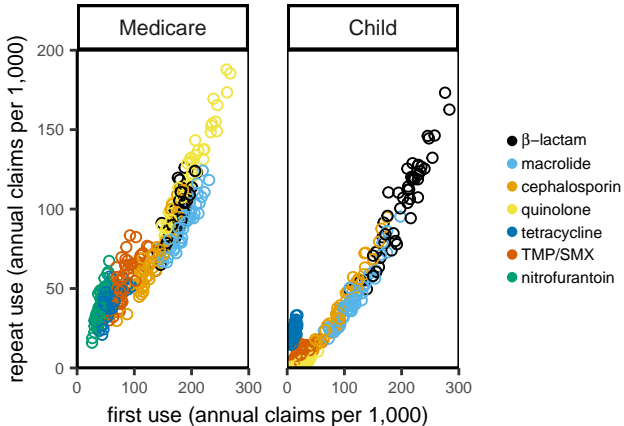 Medicare
Child
repeat use (annual claims per 1,000)
200
150
100
50
0
0
100
200
300
0
100
200
300
first use (annual claims per 1,000)
β−lactam
macrolide
cephalosporin
quinolone
tetracycline
TMP/SMX
nitrofurantoin